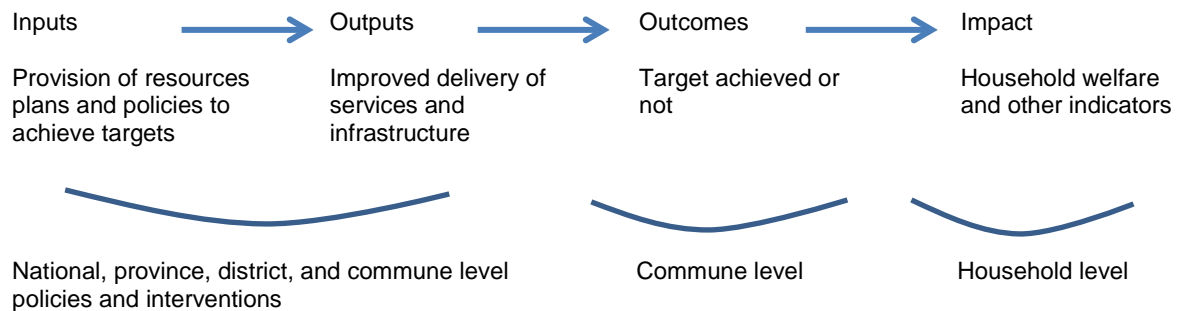 Inputs
Outputs
Outcomes
Impact
Provision of resources
plans and policies to
achieve targets
Improved delivery of
services and
infrastructure
Target achieved or
not
Household welfare
and other indicators
National, province, district, and commune level
policies and interventions
Commune level
Household level